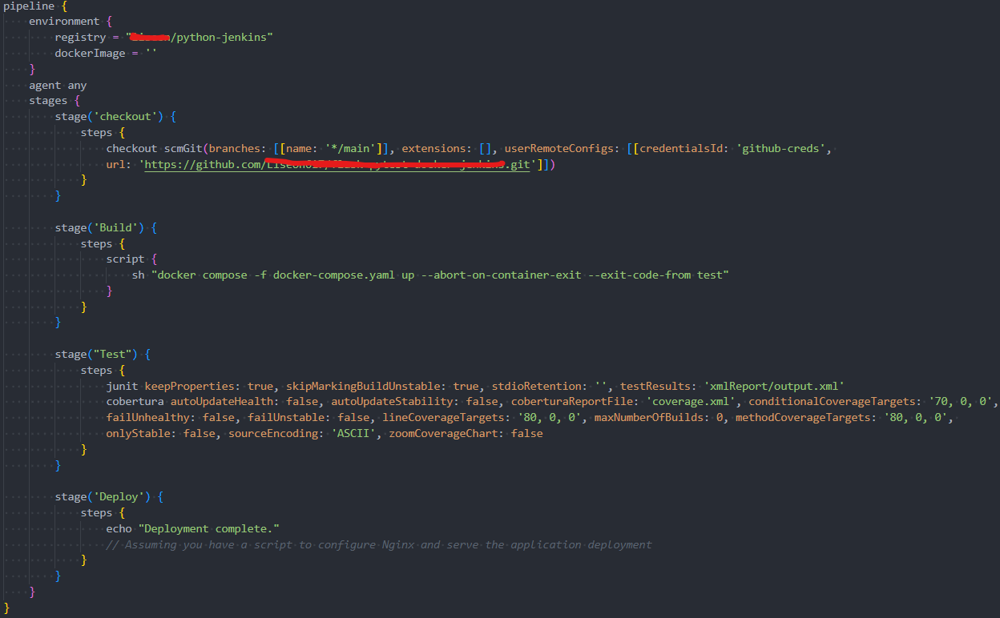 pipeline {
    environment {
        registry = "/python-jenkins"
        dockerImage = ''
    }
    agent any
    stages {
        stage('checkout') {
            steps {
                checkout scmGit(branches: [[name: '*/main']], extensions: [], userRemoteConfigs: [[credentialsId: 'github-creds',
                url: 'https://github.com/.git']])
            }
        }

        stage('Build') {
            steps {
                script {
                    sh "docker compose -f docker-compose.yaml up --abort-on-container-exit --exit-code-from test"
                }
            }
        }

        stage("Test") {
            steps {
                junit keepProperties: true, skipMarkingBuildUnstable: true, stdioRetention: '', testResults: 'xmlReport/output.xml'
                cobertura autoUpdateHealth: false, autoUpdateStability: false, coberturaReportFile: 'coverage.xml', conditionalCoverageTargets: '70, 0, 0',
                failUnhealthy: false, failUnstable: false, lineCoverageTargets: '80, 0, 0', maxNumberOfBuilds: 0, methodCoverageTargets: '80, 0, 0',
                onlyStable: false, sourceEncoding: 'ASCII', zoomCoverageChart: false
            }
        }

        stage('Deploy') {
            steps {
                echo "Deployment complete."
                // Assuming you have a script to configure Nginx and serve the application deployment
            }
        }
    }
}